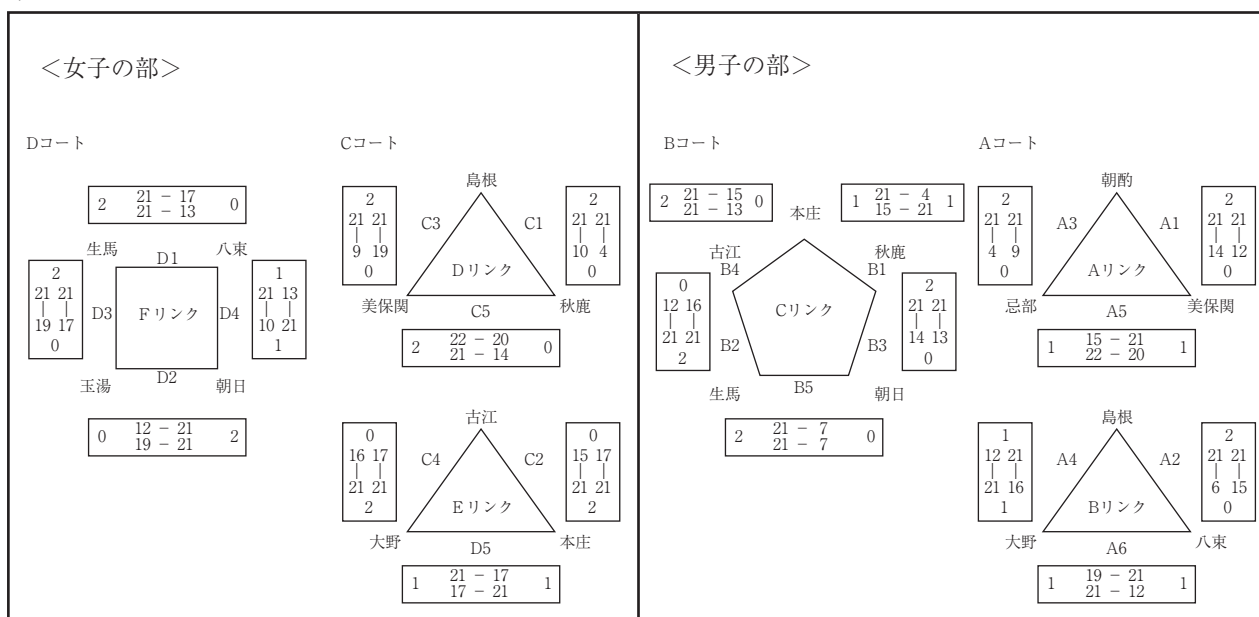 <女子の部>
Dコート
2 21 - 17 0
21 - 13
生馬 D1 八束
2
21 21
| |
19 17
0
D3 Fリンク D4
1
21 13
| |
10 21
1
玉湯 D2 朝日
0 12 - 21 2
19 - 21
Cコート
島根
2
21 21
| |
9 19
0
C3 C1
2
21 21
| |
10 4
0
Dリンク
美保関 C5 秋鹿
2 22 - 20 0
21 - 14
古江
0
16 17
| |
21 21
2
C4 C2
0
15 17
| |
21 21
2
Eリンク
大野 D5 本庄
1 21 - 17 1
17 - 21
<男子の部>
Bコート
2 21 - 15 0
21 - 13
1 21 - 4 1
15 - 21
本庄
古江 秋鹿
B4 B1
0
12 16
| |
21 21
2
Cリンク
2
21 21
| |
14 13
0
B2 B3
生馬 B5 朝日
2 21 - 7 0
21 - 7
Aコート
朝酌
2
21 21
| |
4 9
0
A3 A1
2
21 21
| |
14 12
0
Aリンク
忌部 A5 美保関
1 15 - 21 1
22 - 20
島根
1
12 21
| |
21 16
1
A4 A2
2
21 21
| |
6 15
0
Bリンク
大野 A6 八束
1 19 - 21 1
21 - 12